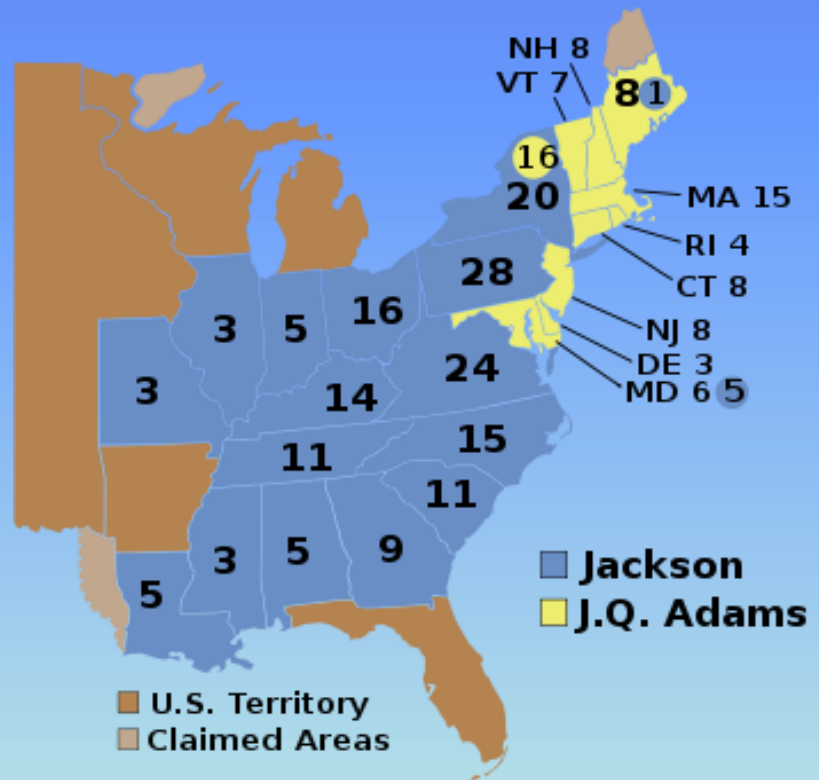 NH 8
VT 7
8 1
16
20
MA 15
RI 4
CT 8
28
NJ 8
DE 3
MD 6 5
3
5
16
24
3
14
15
11
11
3
5
9
5
Jackson
J.Q. Adams
U.S. Territory
Claimed Areas